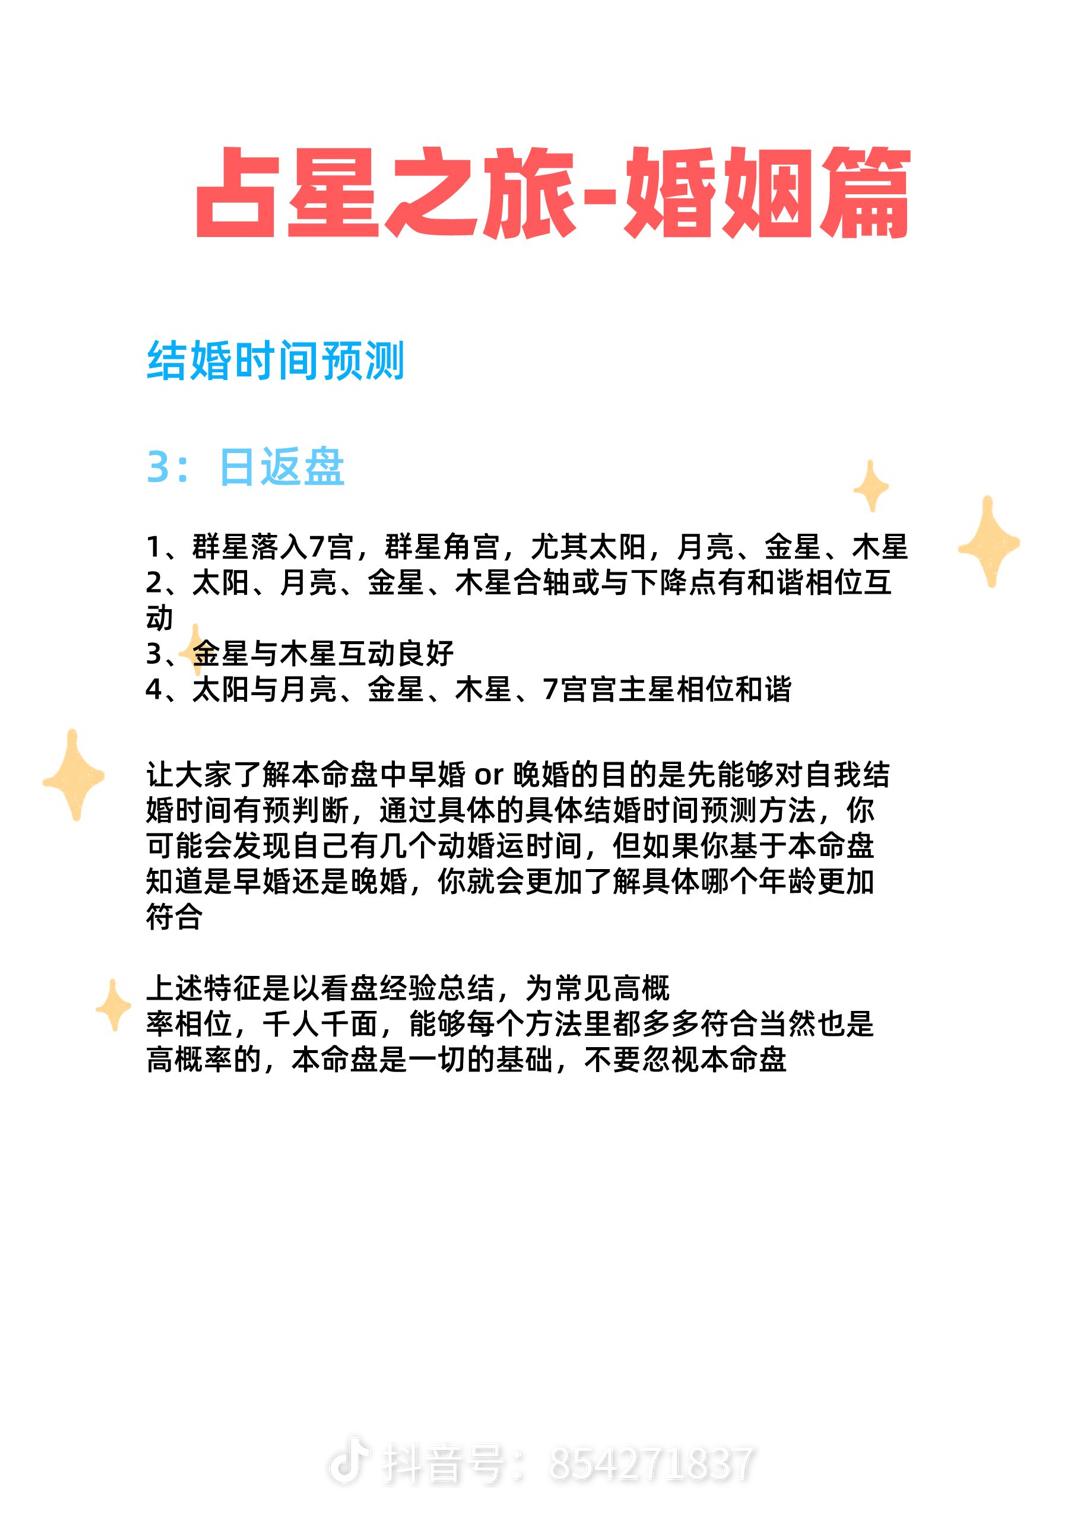 占星之旅-婚姻篇
结婚时间预测
3：日返盘
1、群星落入7宫，群星角宫，尤其太阳，月亮、金星、木星
2、太阳、月亮、金星、木星合轴或与下降点有和谐相位互
动
3、金星与木星互动良好
4、太阳与月亮、金星、木星、7宫宫主星相位和谐
让大家了解本命盘中早婚 or 晚婚的目的是先能够对自我结
婚时间有预判断，通过具体的具体结婚时间预测方法，你
可能会发现自己有几个动婚运时间，但如果你基于本命盘
知道是早婚还是晚婚，你就会更加了解具体哪个年龄更加
符合
上述特征是以看盘经验总结，为常见高概
率相位，千人千面，能够每个方法里都多多符合当然也是
高概率的，本命盘是一切的基础，不要忽视本命盘
抖音号：854271837